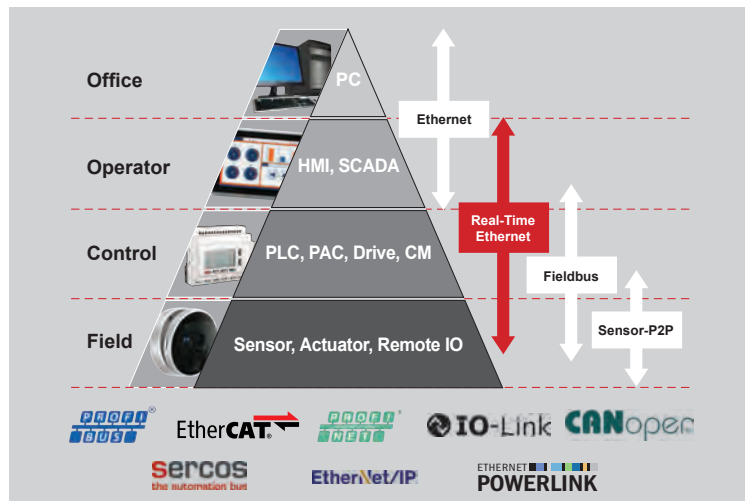 Office
PC
Ethernet
Operator
HMI, SCADA
Real-Time
Ethernet
Control
PLC, PAC, Drive, CM
Fieldbus
Sensor-P2P
Field
Sensor, Actuator, Remote IO
PROFI
BUS®
EtherCAT®
PROFI
NET®
IO-Link
CANopen
sercos
the automation bus
EtherNet/IP
ETHERNET
POWERLINK